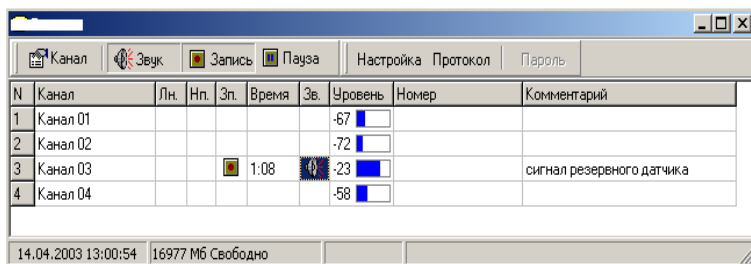 Канал Звук Запись Пауза Настройка Протокол Пароль
N Канал Лн. Нп. Зп. Время Зв. Уровень Номер Комментарий
1 Канал 01 -67
2 Канал 02 -72
3 Канал 03 1:08 -23 сигнал резервного датчика
4 Канал 04 -58
14.04.2003 13:00:54 16977 Мб Свободно